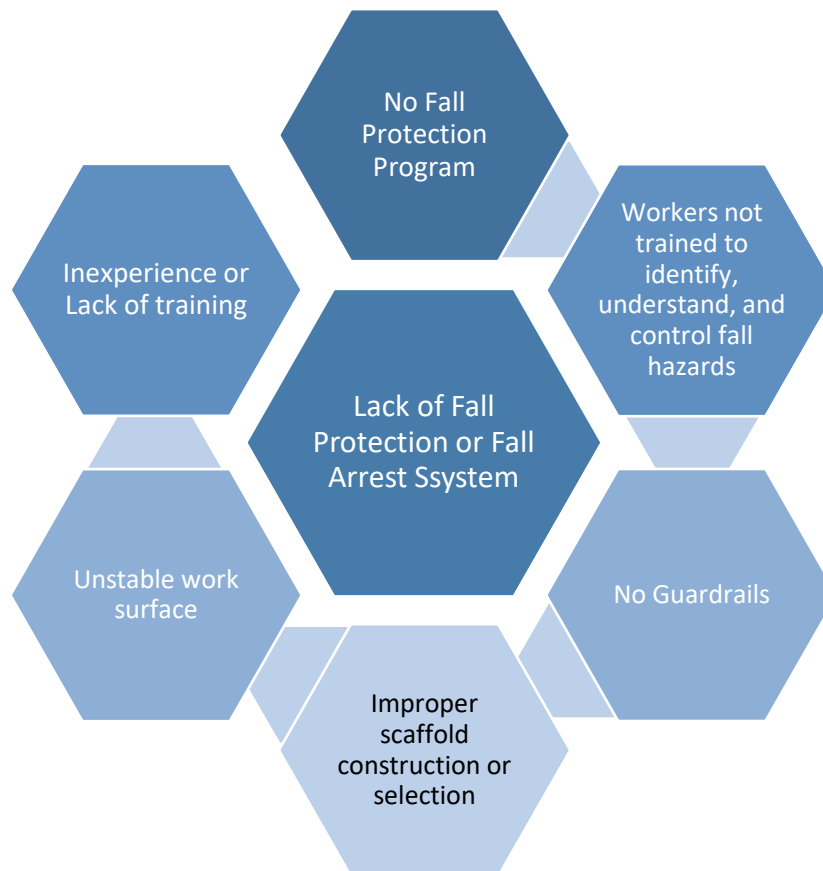 No Fall
Protection
Program
Workers not
trained to
identify,
understand, and
control fall
hazards
Inexperience or
Lack of training
Lack of Fall
Protection or Fall
Arrest Ssystem
Unstable work
surface
No Guardrails
Improper
scaffold
construction or
selection